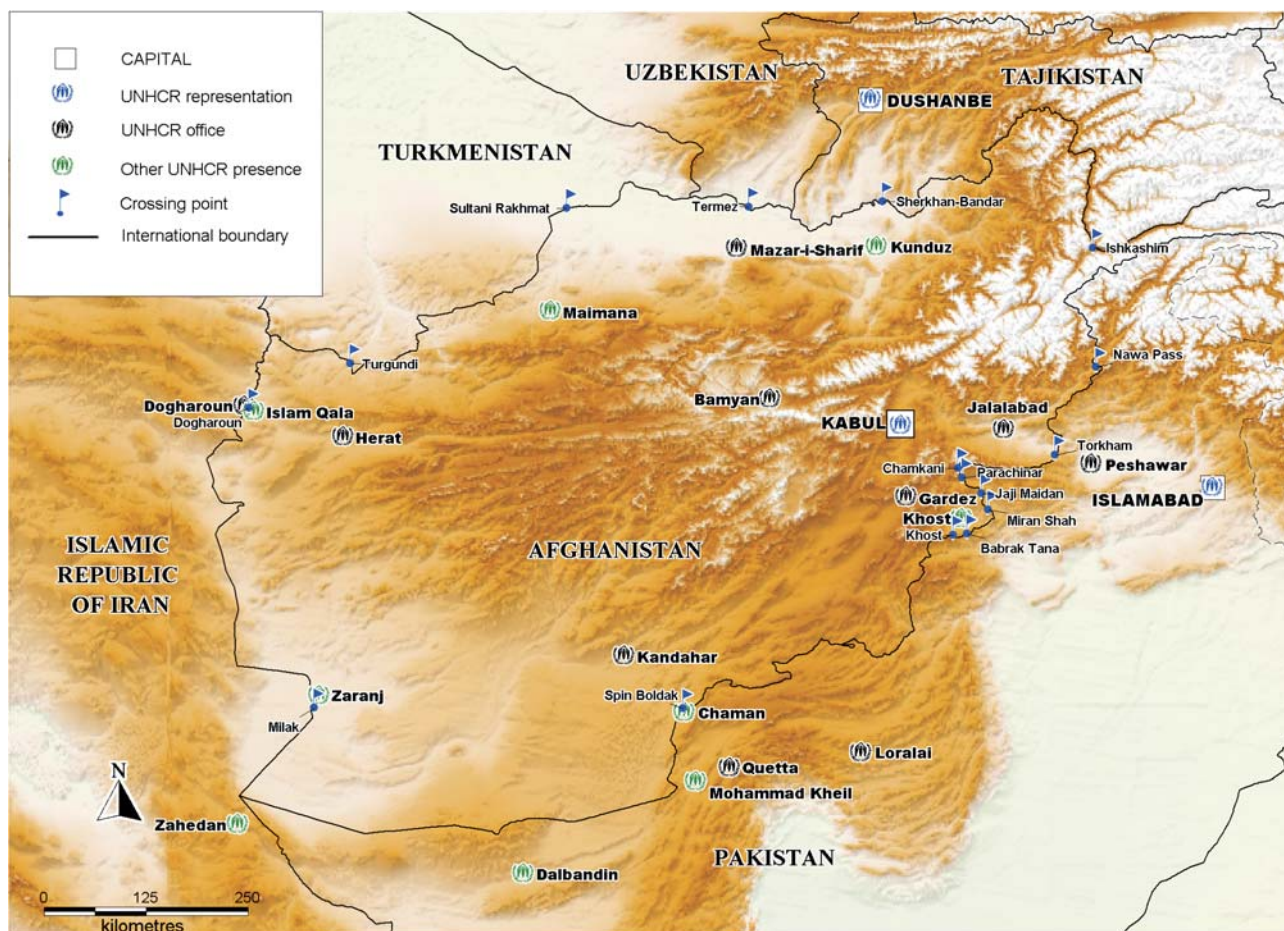 CAPITAL
UNHCR representation
UNHCR office
Other UNHCR presence
Crossing point
International boundary
UZBEKISTAN
TAJIKISTAN
DUSHANBE
TURKMENISTAN
Sultani Rakhmat
Termez
Sherkhan-Bandar
Mazar-i-Sharif
Kunduz
Ishkashim
Maimana
Turgundi
Nawa Pass
Dogharoun
Islam Qala
Dogharoun
Bamyan
Jalalabad
KABUL
Herat
Torkham
Chamkani
Parachinar
Peshawar
Jaji Maidan
ISLAMABAD
Gardez
Khost
Miran Shah
Khost
Babrak Tana
AFGHANISTAN
ISLAMIC
REPUBLIC
OF IRAN
Kandahar
Zaranj
Spin Boldak
Chaman
Milak
Loralai
Quetta
Mohammad Kheil
N
Zahedan
PAKISTAN
Dalbandin
0 125 250
kilometres